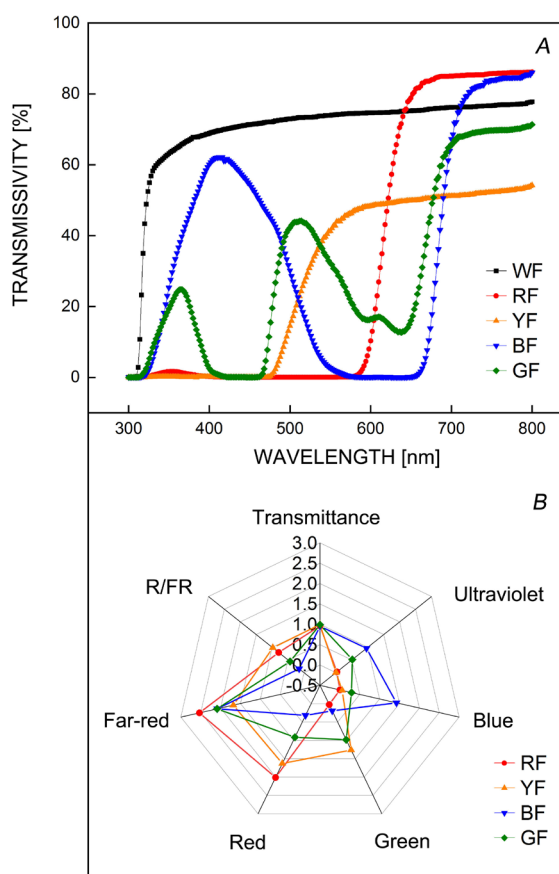 A
TRANSMISSIVITY [%]
100
80
60
40
20
0
WF
RF
YF
BF
GF
300 400 500 600 700 800
WAVELENGTH [nm]
B
Transmittance
3.0
2.5
2.0
1.5
1.0
0.5
0.0
-0.5
R/FR
Ultraviolet
Far-red
Blue
Red
Green
RF
YF
BF
GF